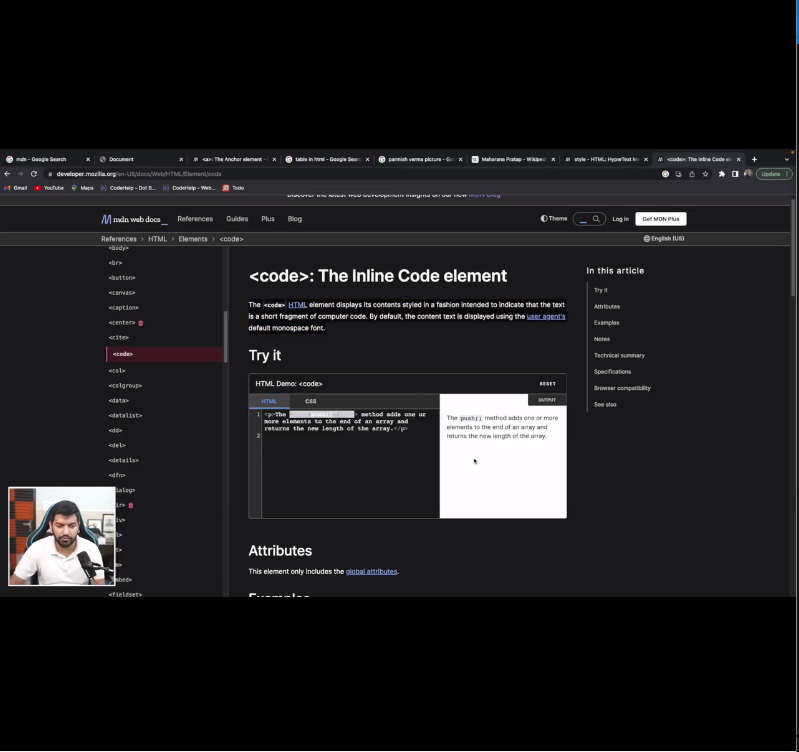 mdn - Google Search
Document
<a>: The Anchor element -
table in html - Google Searc
parmish verma picture - Go
Maharana Pratap - Wikiped
style - HTML: HyperText M
<code>: The Inline Code elem
developer.mozilla.org/en-US/docs/Web/HTML/Element/code
Update
Gmail
YouTube
Maps
CodeHelp - Dot B...
CodeHelp - Web...
Todo
Discover the latest web development insights on our new MDN Blog
mdn web docs_
References
Guides
Plus
Blog
Theme
Log in
Get MDN Plus
References > HTML > Elements > <code>
English (US)
<body>
<br>
<button>
<canvas>
<caption>
<center>
<cite>
<code>
<col>
<colgroup>
<data>
<datalist>
<dd>
<del>
<details>
<dfn>
<fieldset>
<code>: The Inline Code element
The <code> HTML element displays its contents styled in a fashion intended to indicate that the text
is a short fragment of computer code. By default, the content text is displayed using the user agent's
default monospace font.
Try it
HTML Demo: <code>
RESET
HTML
CSS
OUTPUT
1 <p>The > method adds one or
more elements to the end of an array and
returns the new length of the array.</p>
2
The push() method adds one or more
elements to the end of an array and
returns the new length of the array.
Attributes
This element only includes the global attributes.
Examples
In this article
Try it
Attributes
Examples
Notes
Technical summary
Specifications
Browser compatibility
See also